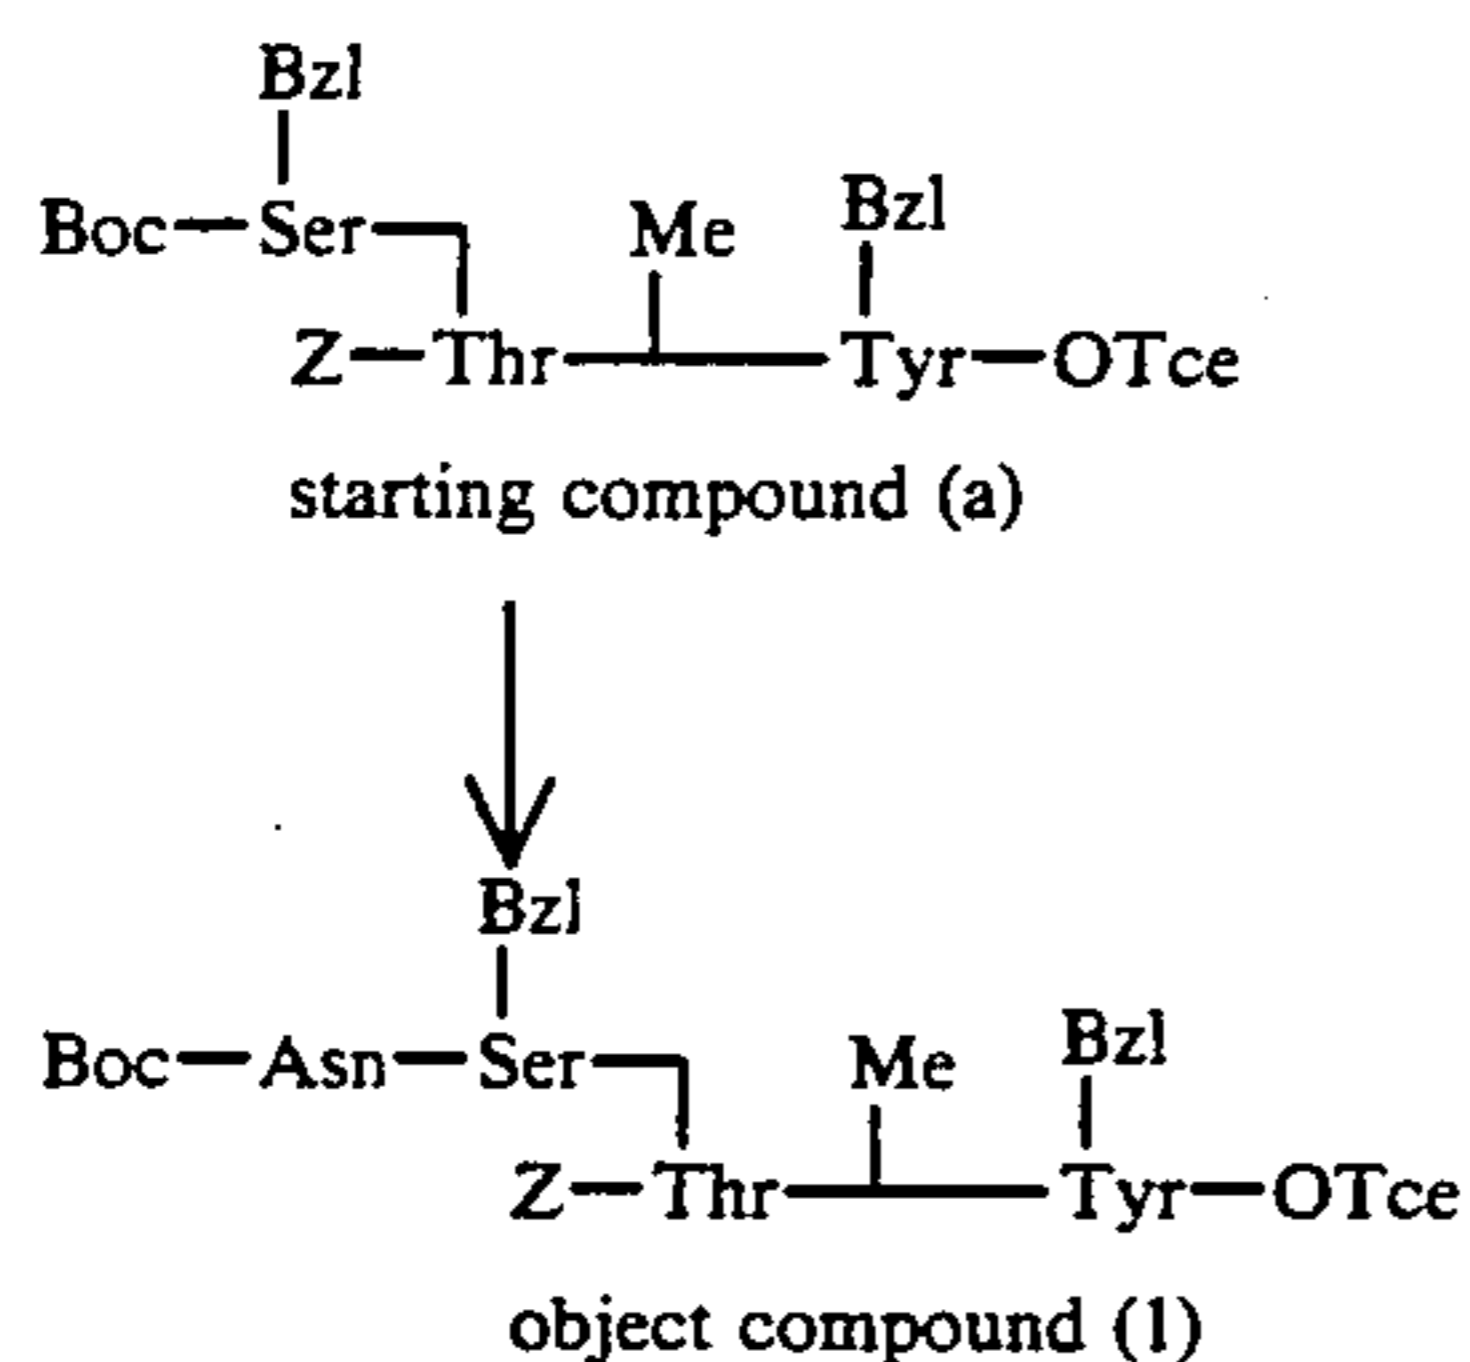 Bzl
Boc—Ser
Me Bzl
Z—Thr Tyr—OTce
starting compound (a)
Bzl
Boc—Asn—Ser
Me Bzl
Z—Thr Tyr—OTce
object compound (1)